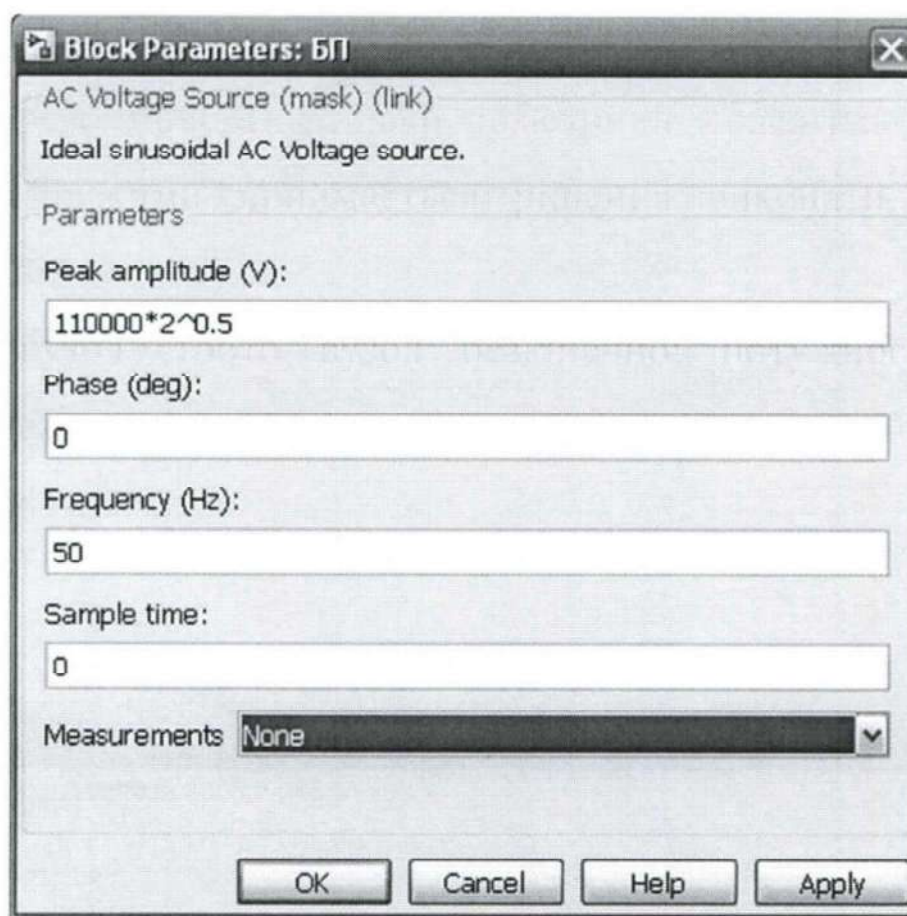 Block Parameters: БП
AC Voltage Source (mask) (link)
Ideal sinusoidal AC Voltage source.
Parameters
Peak amplitude (V):
110000*2^0.5
Phase (deg):
0
Frequency (Hz):
50
Sample time:
0
Measurements None
OK Cancel Help Apply